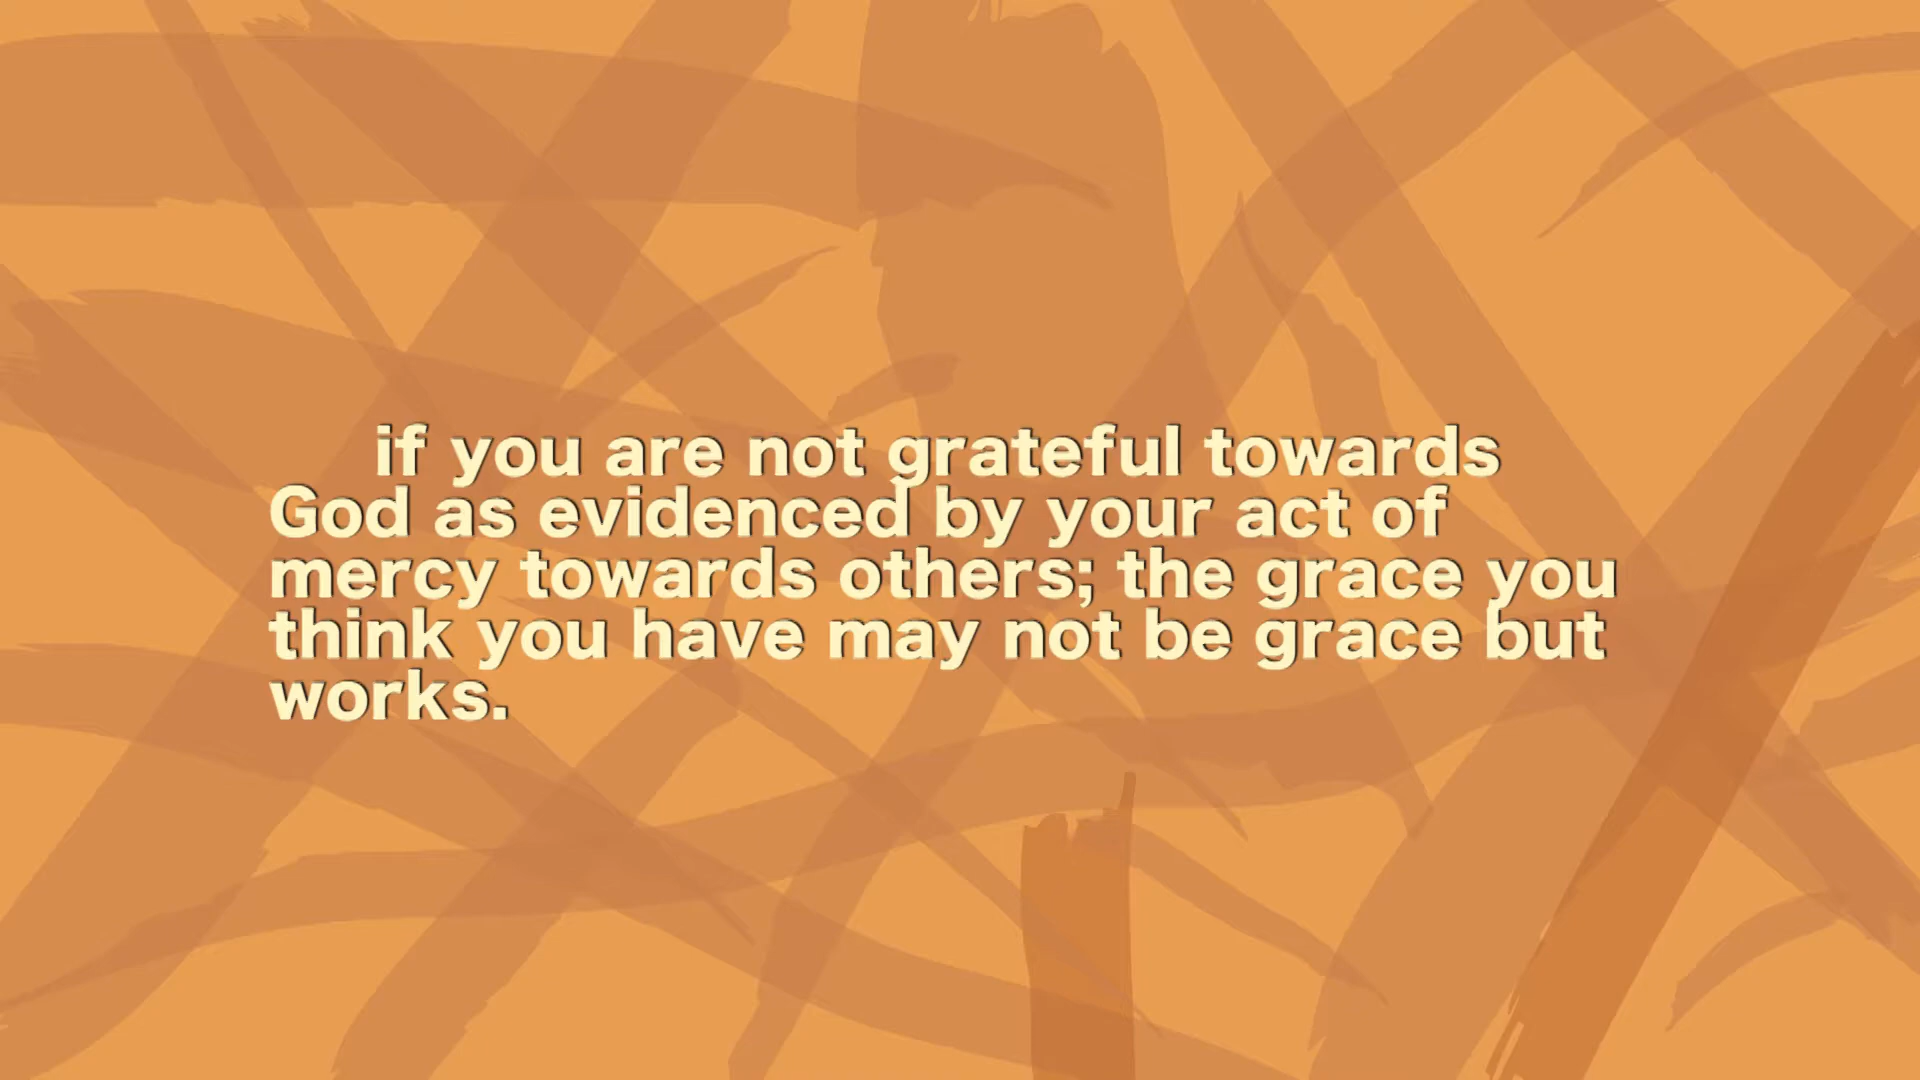 if you are not grateful towards
God as evidenced by your act of
mercy towards others; the grace you
think you have may not be grace but
works.